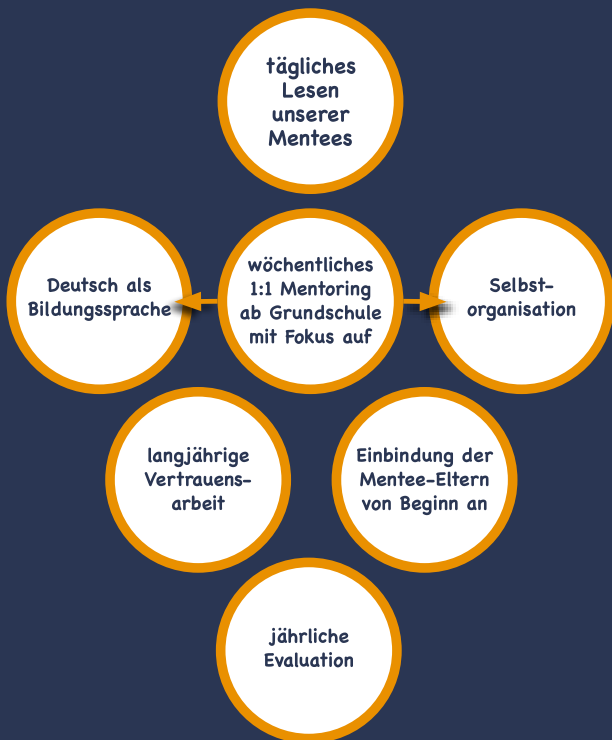 tägliches
Lesen
unserer
Mentees
Deutsch als
Bildungssprache
wöchentliches
1:1 Mentoring
ab Grundschule
mit Fokus auf
Selbst-
organisation
langjährige
Vertrauens-
arbeit
Einbindung der
Mentee-Eltern
von Beginn an
jährliche
Evaluation